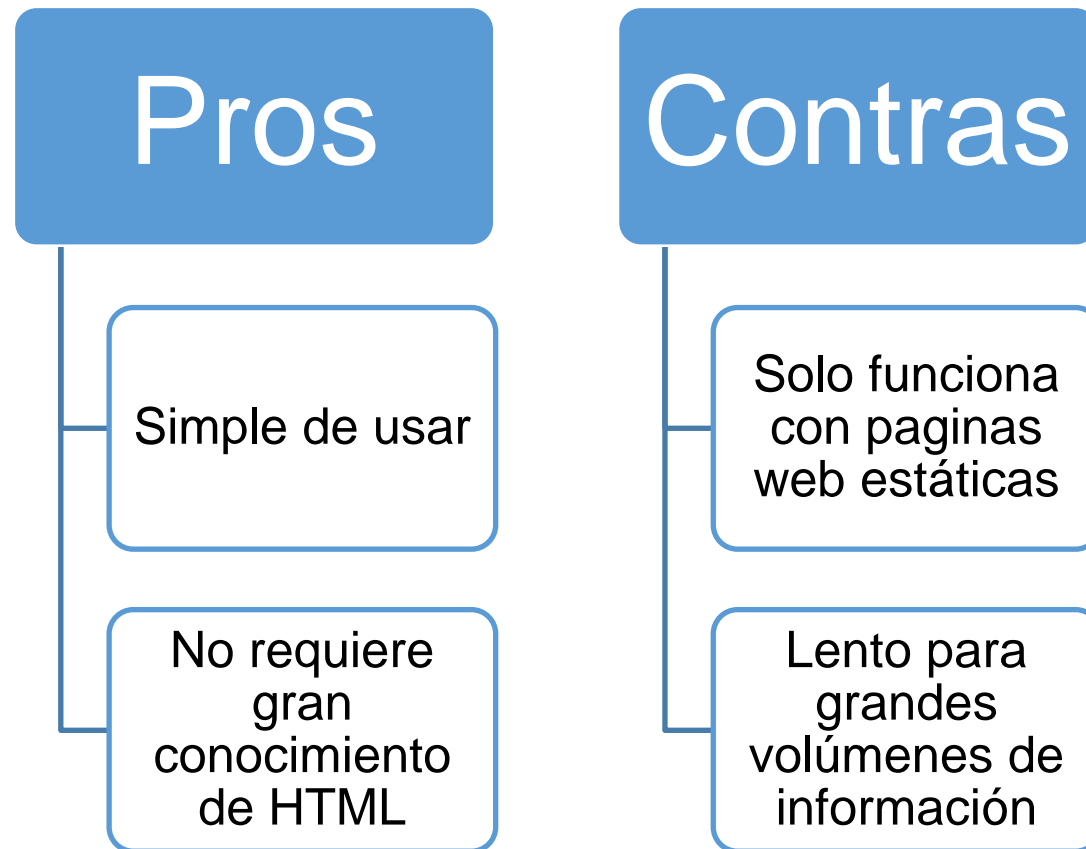 Pros
Simple de usar
No requiere
gran
conocimiento
de HTML
Contras
Solo funciona
con paginas
web estáticas
Lento para
grandes
volúmenes de
información